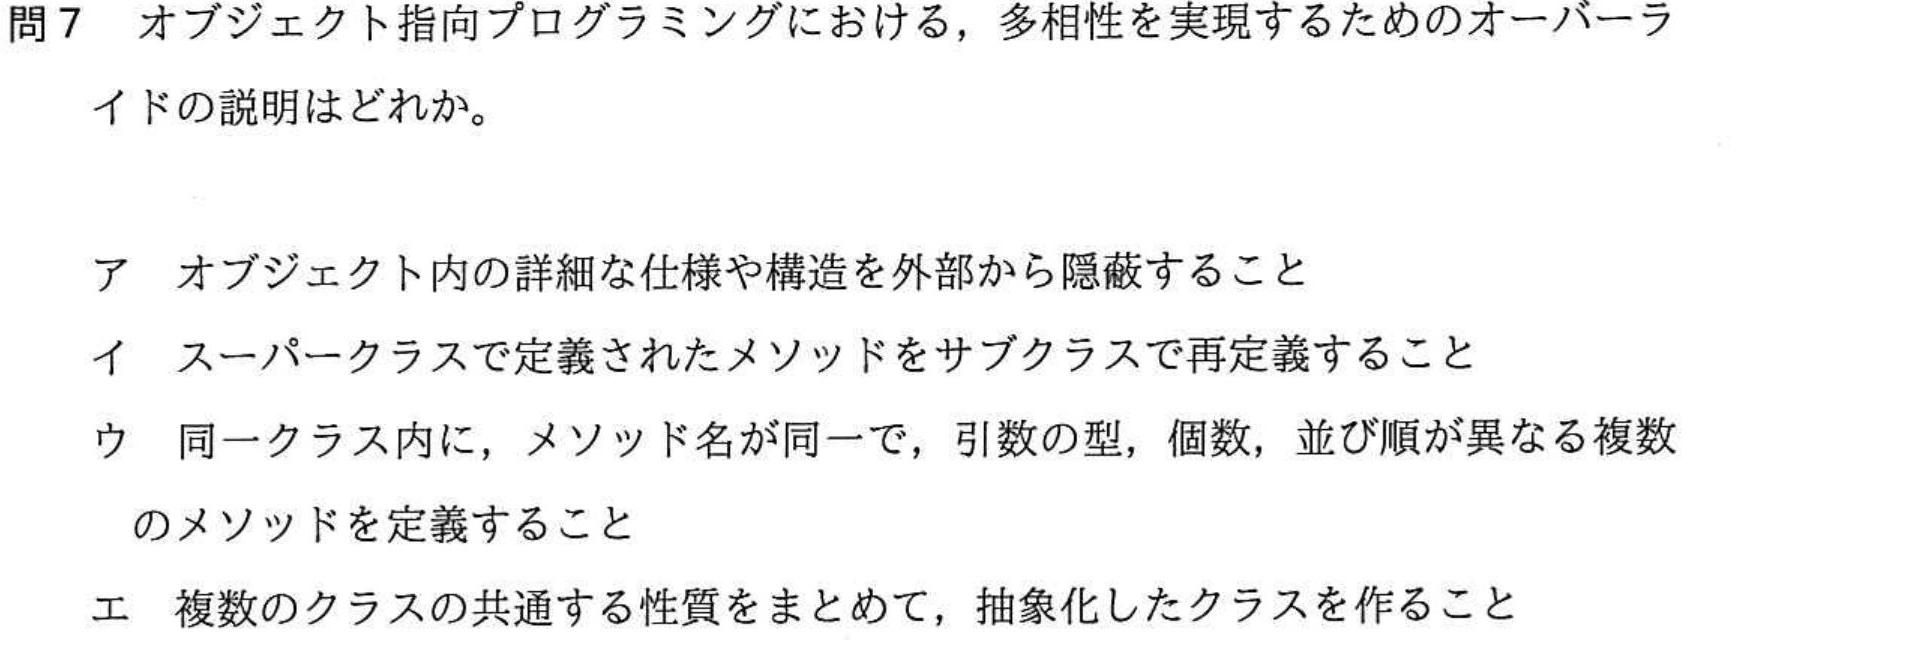 問7 オブジェクト指向プログラミングにおける，多相性を実現するためのオーバーラ
イドの説明はどれか。
ア オブジェクト内の詳細な仕様や構造を外部から隠蔽すること
イ スーパークラスで定義されたメソッドをサブクラスで再定義すること
ウ 同一クラス内に，メソッド名が同一で，引数の型，個数，並び順が異なる複数
のメソッドを定義すること
エ 複数のクラスの共通する性質をまとめて，抽象化したクラスを作ること